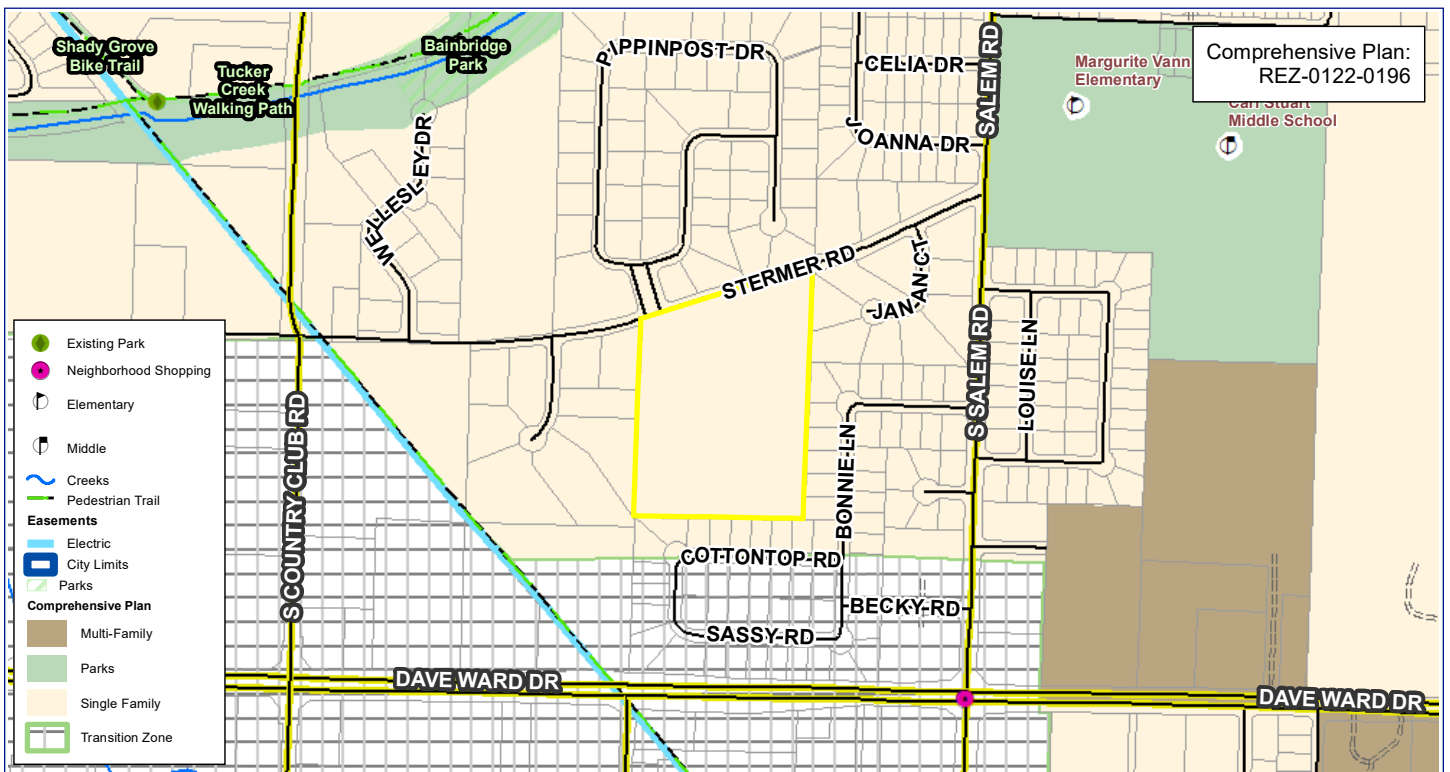 Comprehensive Plan:
REZ-0122-0196
Shady Grove
Bike Trail
Tucker
Creek
Walking Path
Bainbridge
Park
PIPPINPOST DR
CELIA DR
JOANNA DR
S SALEM RD
Margurite Vann
Elementary
Carl Stuart
Middle School
WELLESLEY DR
STERMER RD
JAN AN CT
S SALEM RD
LOUISE LN
BONNIE LN
S COUNTRY CLUB RD
COTTONTOP RD
BECKY RD
SASSY RD
DAVE WARD DR
DAVE WARD DR
Existing Park
Neighborhood Shopping
Elementary
Middle
Creeks
Pedestrian Trail
Easements
Electric
City Limits
Parks
Comprehensive Plan
Multi-Family
Parks
Single Family
Transition Zone